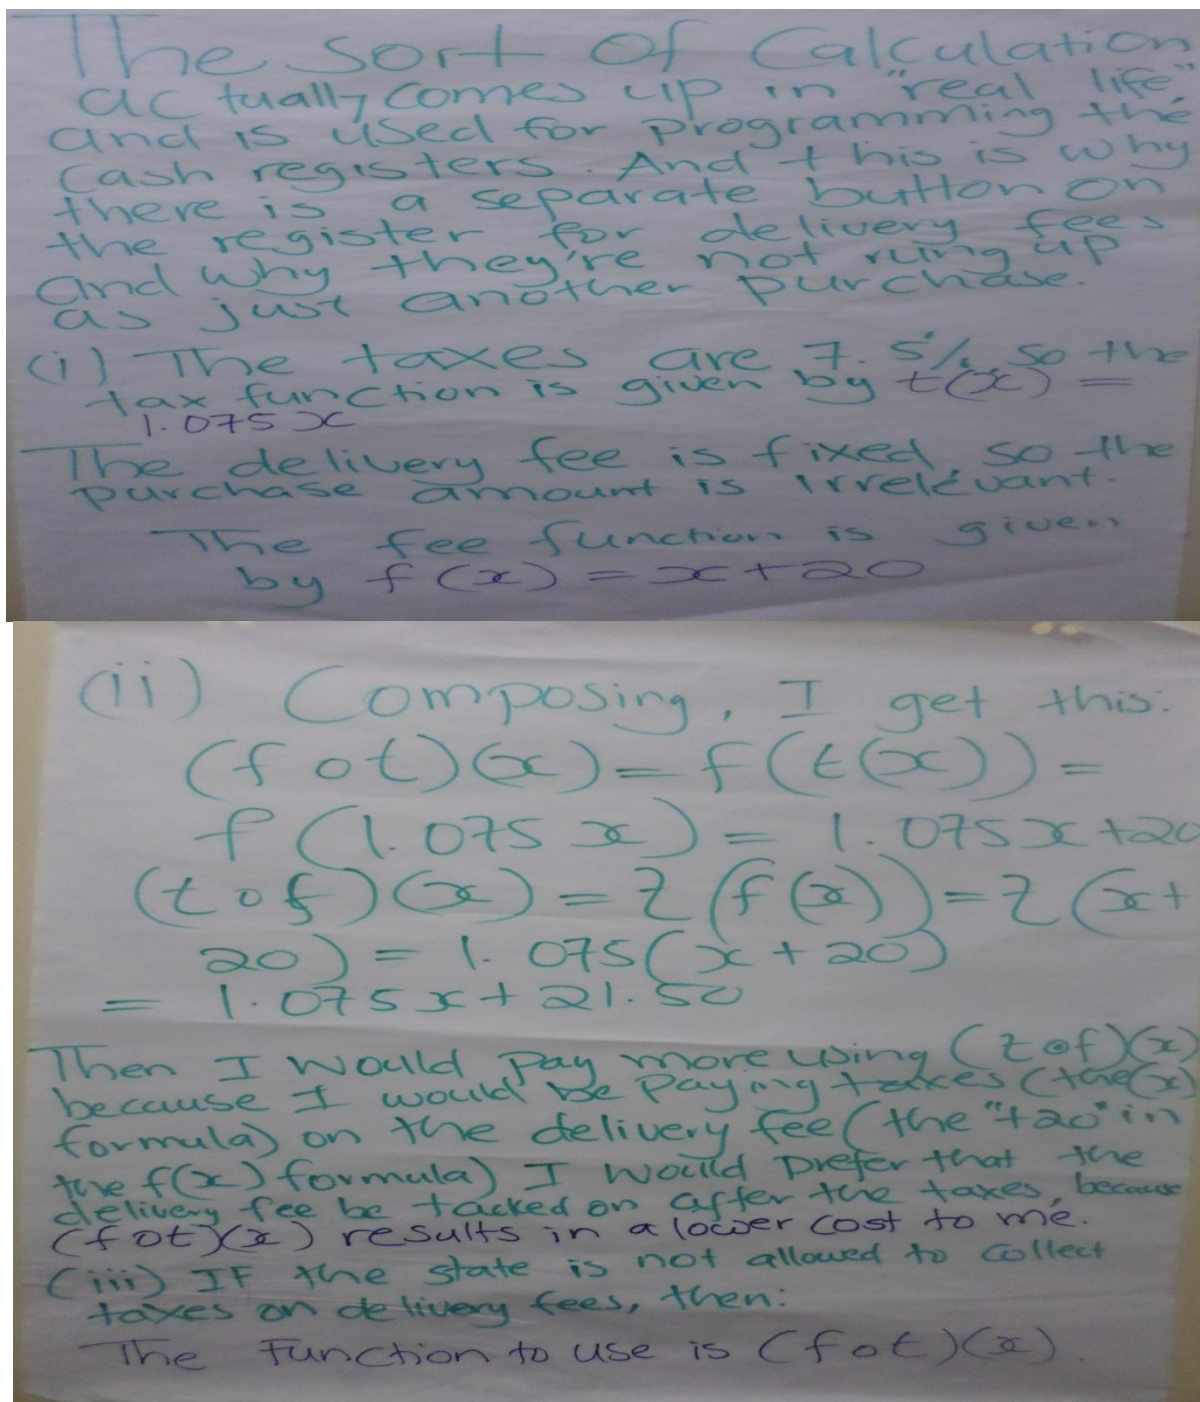 The sort of Calculation
actually comes up in "real life"
and is used for programming the
cash registers. And this is why
there is a separate button on
the register for delivery fees
and why they're not rung up
as just another purchase.
(i) The taxes are 7.5% so the
tax function is given by t(x) =
1.075x
The delivery fee is fixed, so the
purchase amount is irrelevant.
The fee function is given
by f(x) = x+20
(ii) Composing, I get this:
(f o t)(x) = f(t(x)) =
f(1.075x) = 1.075x+20
(t o f)(x) = z(f(x)) = z(x+
20) = 1.075(x+20)
= 1.075x + 21.50
Then I would pay more using (z o f)(x)
because I would be paying taxes (the(x)
formula) on the delivery fee (the "+20" in
the f(x) formula) I would prefer that the
delivery fee be tacked on after the taxes, because
(f o t)(x) results in a lower cost to me.
(iii) IF the state is not allowed to collect
taxes on delivery fees, then:
The Function to use is (f o t)(x).